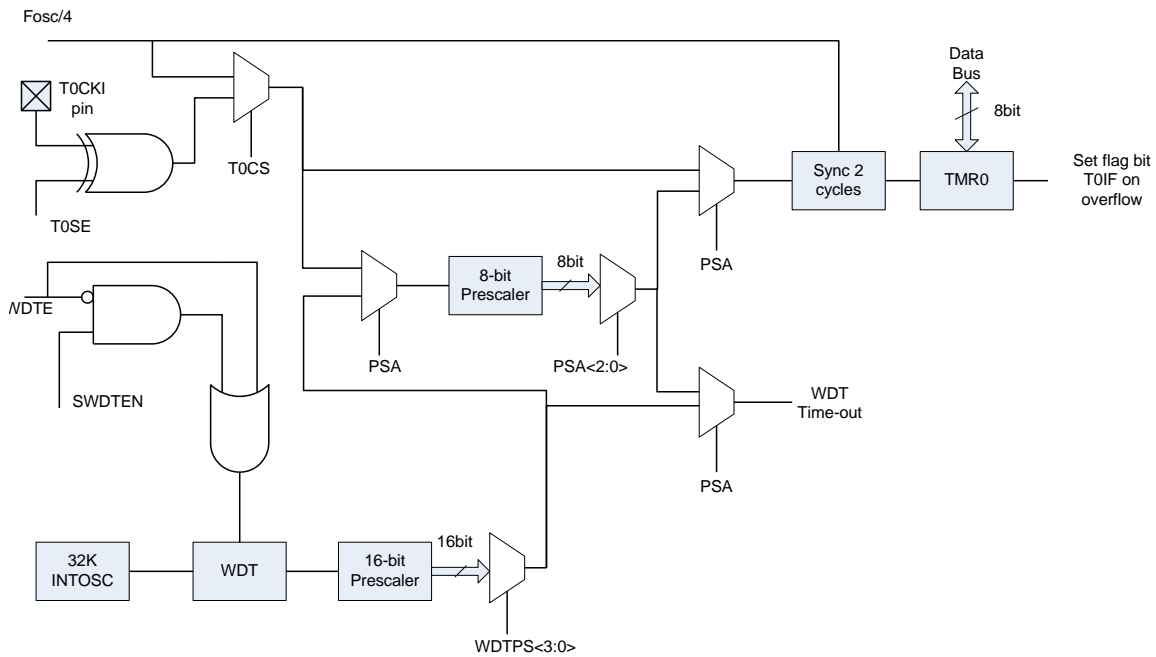 Fosc/4
T0CKI
pin
T0CS
T0SE
Data
Bus
8bit
Sync 2
cycles
TMR0
Set flag bit
T0IF on
overflow
PSA
8-bit
Prescaler
8bit
PSA
PSA<2:0>
WDTE
SWDTEN
WDT
Time-out
PSA
32K
INTOSC
WDT
16-bit
Prescaler
16bit
WDTPS<3:0>